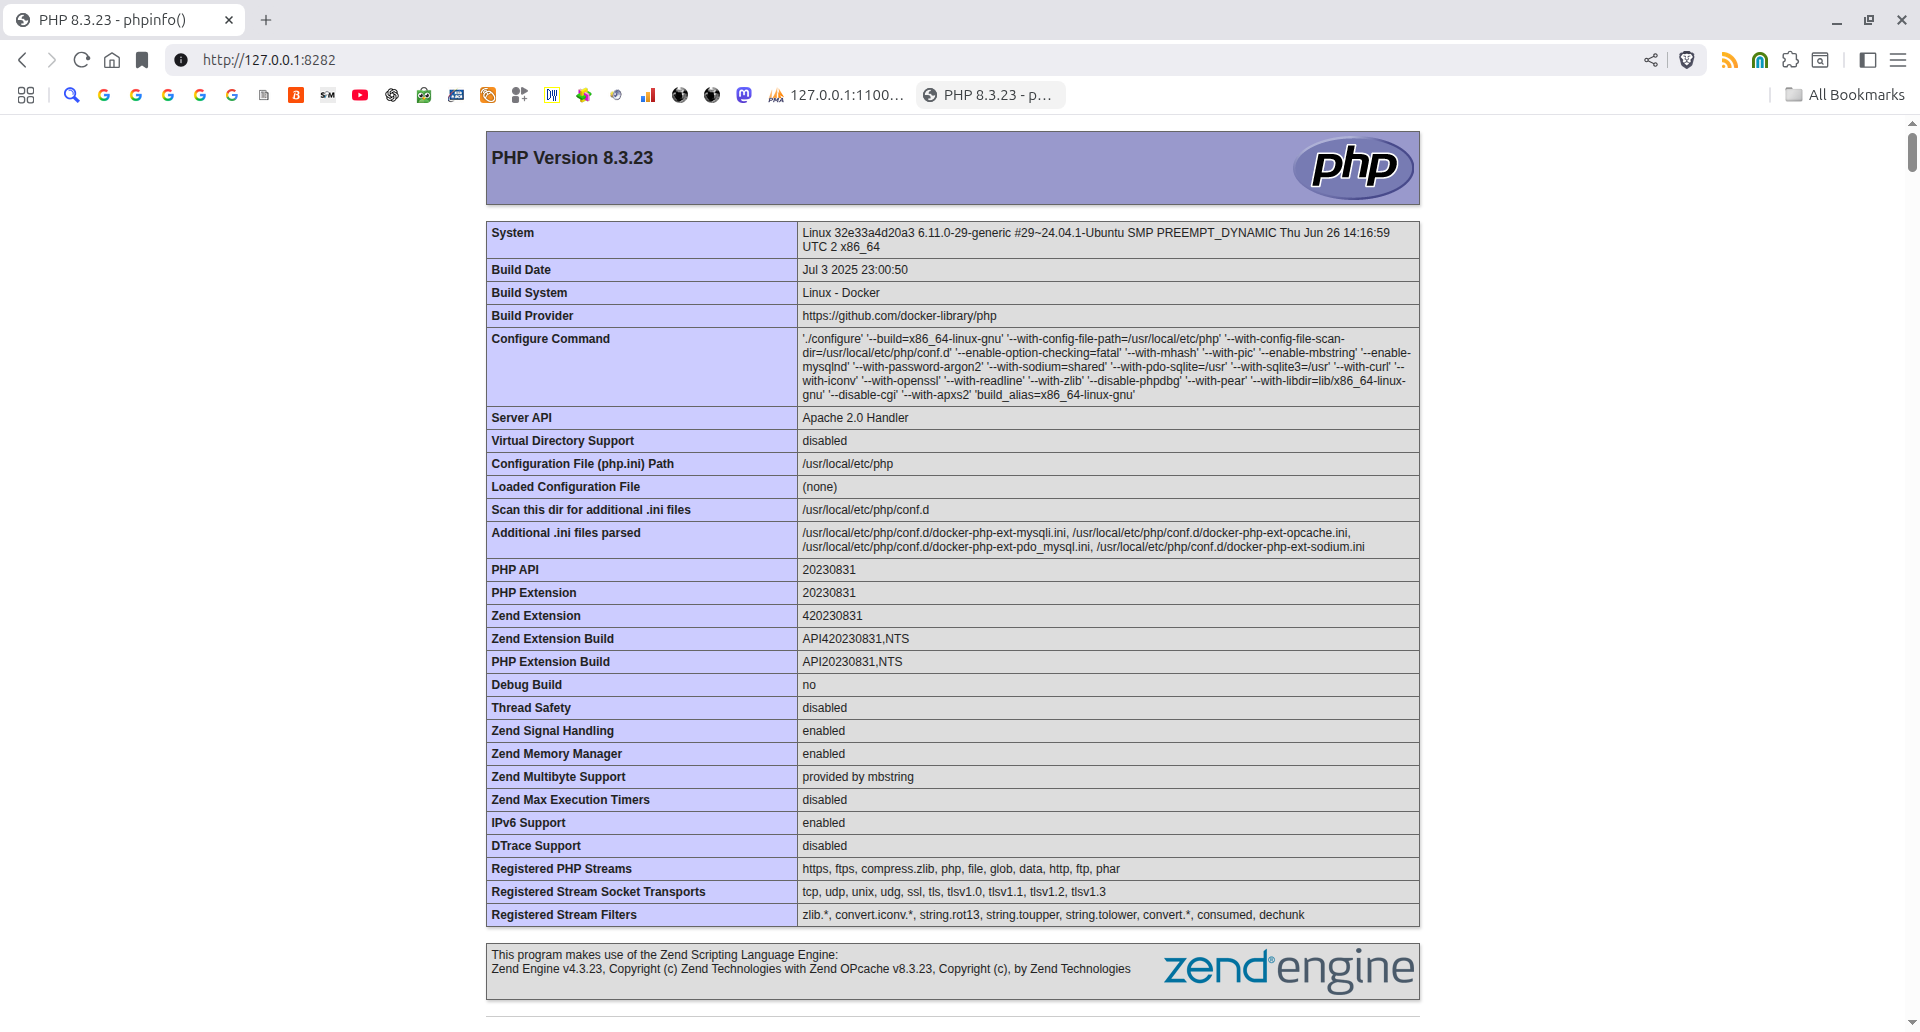 PHP 8.3.23 - phpinfo()
http://127.0.0.1:8282
127.0.0.1:1100...
PHP 8.3.23 - p...
All Bookmarks
PHP Version 8.3.23
php
System
Linux 32e33a4d20a3 6.11.0-29-generic #29~24.04.1-Ubuntu SMP PREEMPT_DYNAMIC Thu Jun 26 14:16:59
UTC 2 x86_64
Build Date
Jul 3 2025 23:00:50
Build System
Linux - Docker
Build Provider
https://github.com/docker-library/php
Configure Command
'./configure' '--build=x86_64-linux-gnu' '--with-config-file-path=/usr/local/etc/php' '--with-config-file-scan-
dir=/usr/local/etc/php/conf.d' '--enable-option-checking=fatal' '--with-mhash' '--with-pic' '--enable-mbstring' '--enable-
mysqlnd' '--with-password-argon2' '--with-sodium=shared' '--with-pdo-sqlite=/usr' '--with-sqlite3=/usr' '--with-curl' '--
with-iconv' '--with-openssl' '--with-readline' '--with-zlib' '--disable-phpdbg' '--with-pear' '--with-libdir=lib/x86_64-linux-
gnu' '--disable-cgi' '--with-apxs2' 'build_alias=x86_64-linux-gnu'
Server API
Apache 2.0 Handler
Virtual Directory Support
disabled
Configuration File (php.ini) Path
/usr/local/etc/php
Loaded Configuration File
(none)
Scan this dir for additional .ini files
/usr/local/etc/php/conf.d
Additional .ini files parsed
/usr/local/etc/php/conf.d/docker-php-ext-mysqli.ini, /usr/local/etc/php/conf.d/docker-php-ext-opcache.ini,
/usr/local/etc/php/conf.d/docker-php-ext-pdo_mysql.ini, /usr/local/etc/php/conf.d/docker-php-ext-sodium.ini
PHP API
20230831
PHP Extension
20230831
Zend Extension
420230831
Zend Extension Build
API420230831,NTS
PHP Extension Build
API20230831,NTS
Debug Build
no
Thread Safety
disabled
Zend Signal Handling
enabled
Zend Memory Manager
enabled
Zend Multibyte Support
provided by mbstring
Zend Max Execution Timers
disabled
IPv6 Support
enabled
DTrace Support
disabled
Registered PHP Streams
https, ftps, compress.zlib, php, file, glob, data, http, ftp, phar
Registered Stream Socket Transports
tcp, udp, unix, udg, ssl, tls, tlsv1.0, tlsv1.1, tlsv1.2, tlsv1.3
Registered Stream Filters
zlib.*, convert.iconv.*, string.rot13, string.toupper, string.tolower, convert.*, consumed, dechunk
This program makes use of the Zend Scripting Language Engine:
Zend Engine v4.3.23, Copyright (c) Zend Technologies with Zend OPcache v8.3.23, Copyright (c), by Zend Technologies
zend® engine